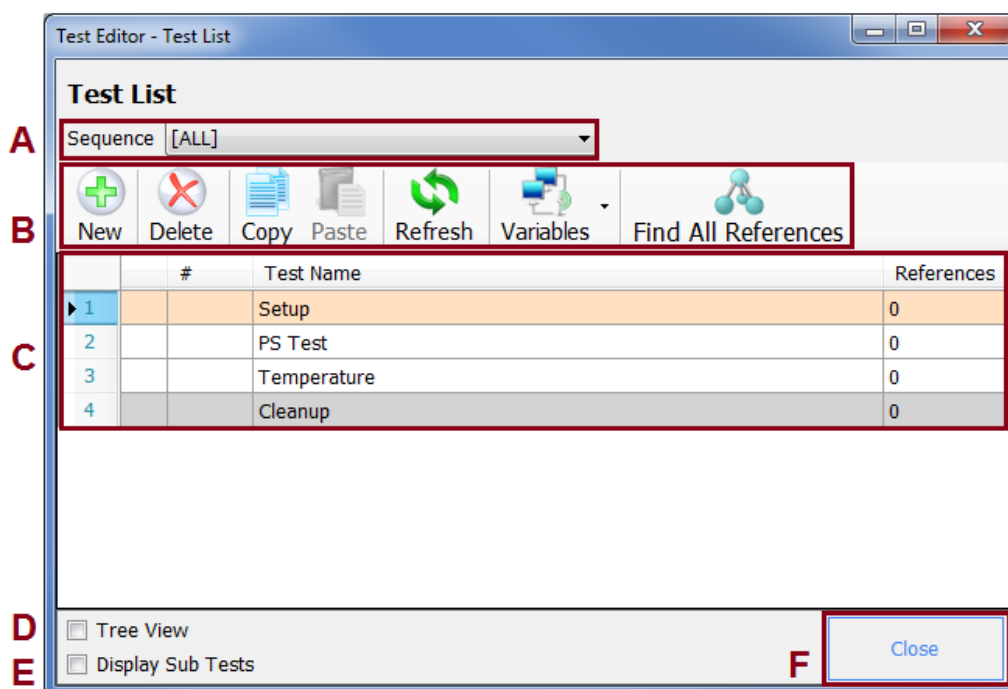 Test Editor - Test List
Test List
A
Sequence [ALL]
B
New Delete Copy Paste Refresh Variables Find All References
# Test Name References
1 Setup 0
C
2 PS Test 0
3 Temperature 0
4 Cleanup 0
D
Tree View
E
Display Sub Tests
F
Close